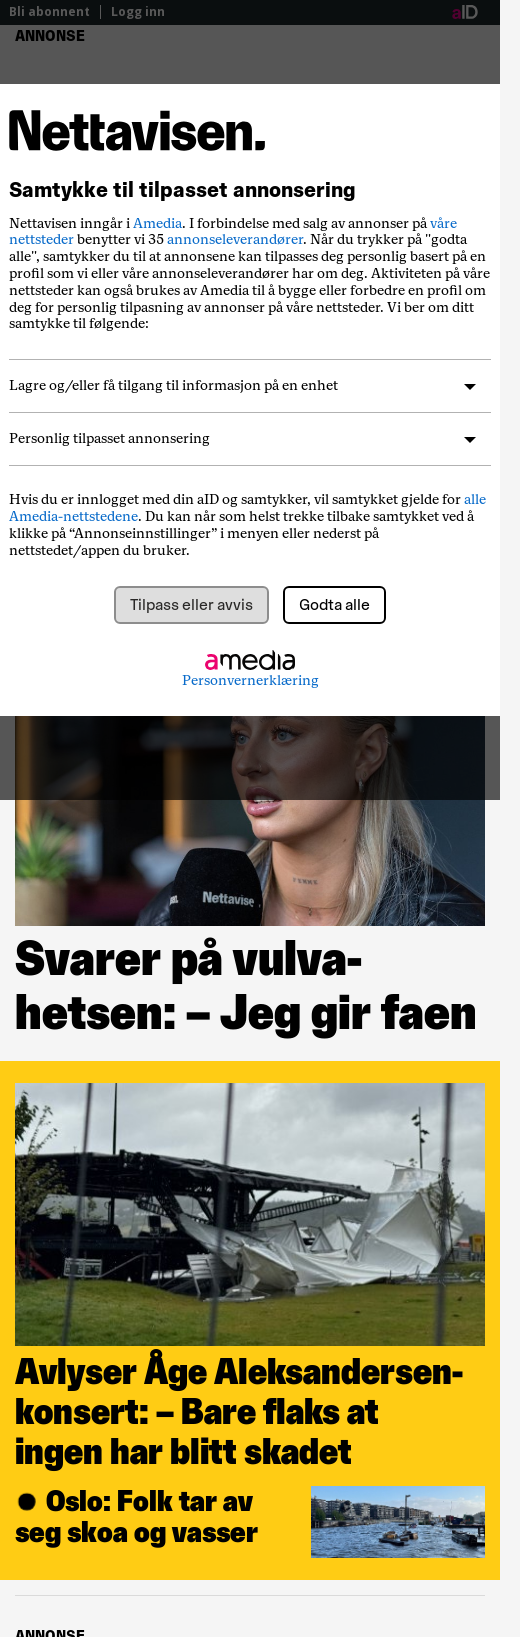 Bli abonnent | Logg inn
aID
ANNONSE
Nettavisen.
Samtykke til tilpasset annonsering
Nettavisen inngår i Amedia. I forbindelse med salg av annonser på våre
nettsteder benytter vi 35 annonseleverandører. Når du trykker på "godta
alle", samtykker du til at annonsene kan tilpasses deg personlig basert på en
profil som vi eller våre annonseleverandører har om deg. Aktiviteten på våre
nettsteder kan også brukes av Amedia til å bygge eller forbedre en profil om
deg for personlig tilpasning av annonser på våre nettsteder. Vi ber om ditt
samtykke til følgende:
Lagre og/eller få tilgang til informasjon på en enhet
Personlig tilpasset annonsering
Hvis du er innlogget med din aID og samtykker, vil samtykket gjelde for alle
Amedia-nettstedene. Du kan når som helst trekke tilbake samtykket ved å
klikke på “Annonseinnstillinger” i menyen eller nederst på
nettstedet/appen du bruker.
Tilpass eller avvis
Godta alle
amedia
Personvernerklæring
FEMME
Nettavise
Svarer på vulva-
hetsen: – Jeg gir faen
Avlyser Åge Aleksandersen-
konsert: – Bare flaks at
ingen har blitt skadet
Oslo: Folk tar av
seg skoa og vasser
ANNONSE